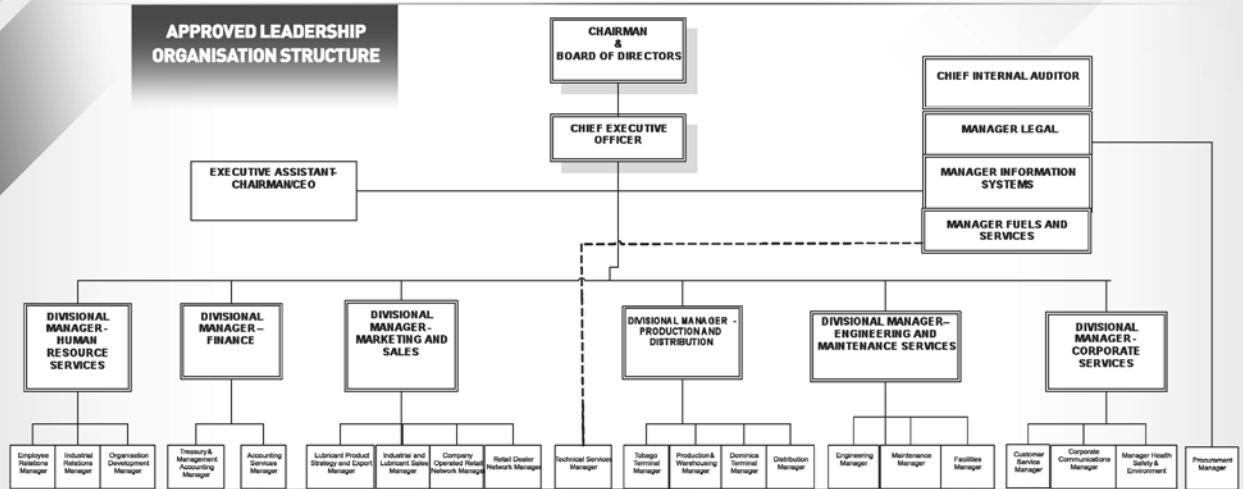 APPROVED LEADERSHIP
ORGANISATION STRUCTURE
CHAIRMAN
&
BOARD OF DIRECTORS
CHIEF EXECUTIVE
OFFICER
EXECUTIVE ASSISTANT-
CHAIRMAN/CEO
CHIEF INTERNAL AUDITOR
MANAGER LEGAL
MANAGER INFORMATION
SYSTEMS
MANAGER FUELS AND
SERVICES
DIVISIONAL
MANAGER -
HUMAN
RESOURCE
SERVICES
DIVISIONAL
MANAGER–
FINANCE
DIVISIONAL
MANAGER-
MARKETING AND
SALES
DIVISIONAL MANAGER -
PRODUCTION AND
DISTRIBUTION
DIVISIONAL MANAGER–
ENGINEERING AND
MAINTENANCE SERVICES
DIVISIONAL
MANAGER-
CORPORATE
SERVICES
Employee
Relations
Manager
Industrial
Relations
Manager
Organisation
Development
Manager
Treasury &
Management
Accounting
Manager
Accounting
Services
Manager
Lubricant Product
Strategy and Export
Manager
Industrial and
Lubricant Sales
Manager
Company
Operated Retail
Network Manager
Retail Dealer
Network Manager
Technical Services
Manager
Tobago
Terminal
Manager
Production &
Warehousing
Manager
Dominica
Terminal
Manager
Distribution
Manager
Engineering
Manager
Maintenance
Manager
Facilities
Manager
Customer
Service
Manager
Corporate
Communications
Manager
Manager Health
Safety &
Environment
Procurement
Manager